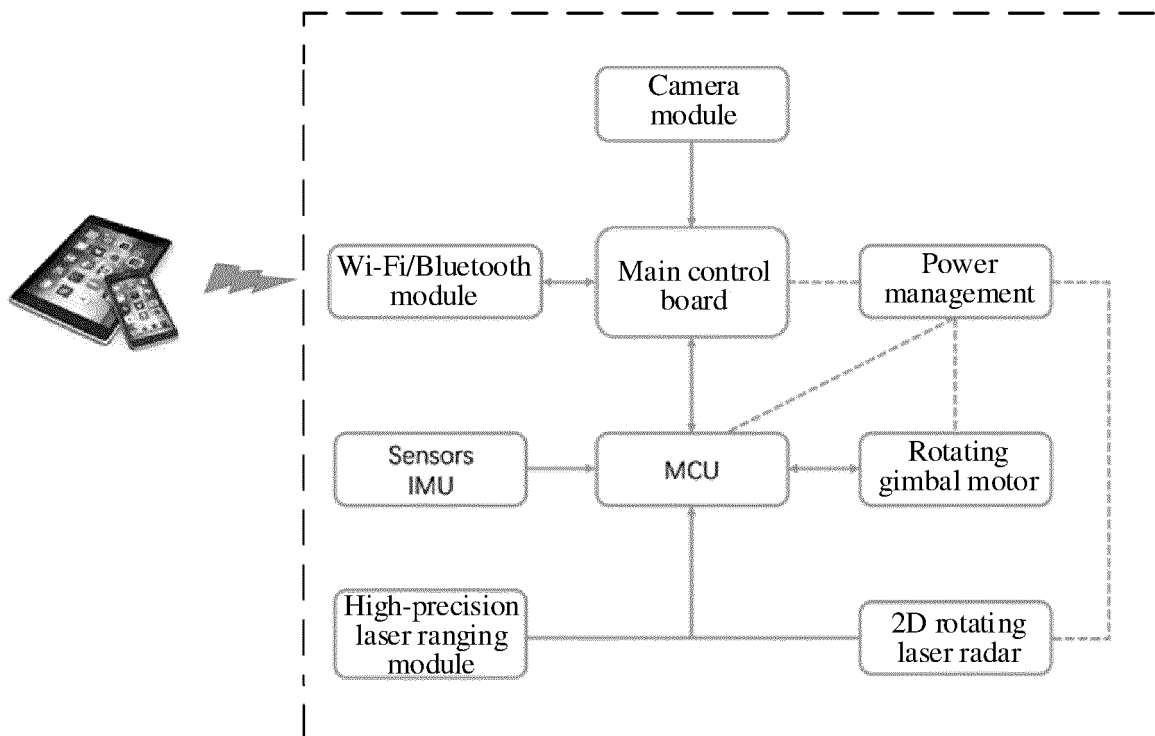 Camera
module
Wi-Fi/Bluetooth
module
Main control
board
Power
management
Sensors
IMU
MCU
Rotating
gimbal motor
High-precision
laser ranging
module
2D rotating
laser radar